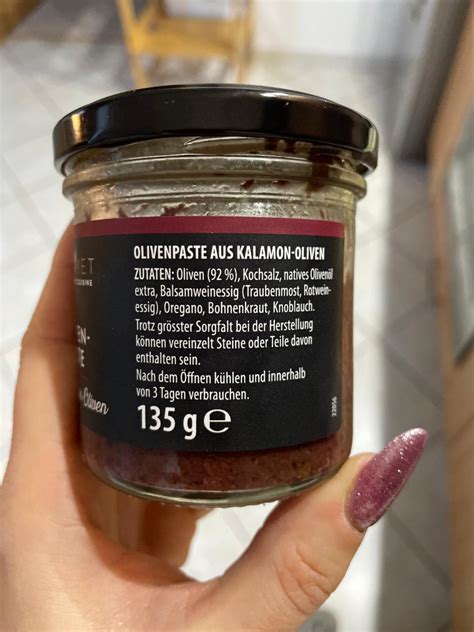 OLIVENPASTE AUS KALAMON-OLIVEN
ZUTATEN: Oliven (92 %), Kochsalz, natives Olivenöl
extra, Balsamweinessig (Traubenmost, Rotwein-
essig), Oregano, Bohnenkraut, Knoblauch.
Trotz grösster Sorgfalt bei der Herstellung
können vereinzelt Steine oder Teile davon
enthalten sein.
Nach dem Öffnen kühlen und innerhalb
von 3 Tagen verbrauchen.
135 g ℮
Oliven